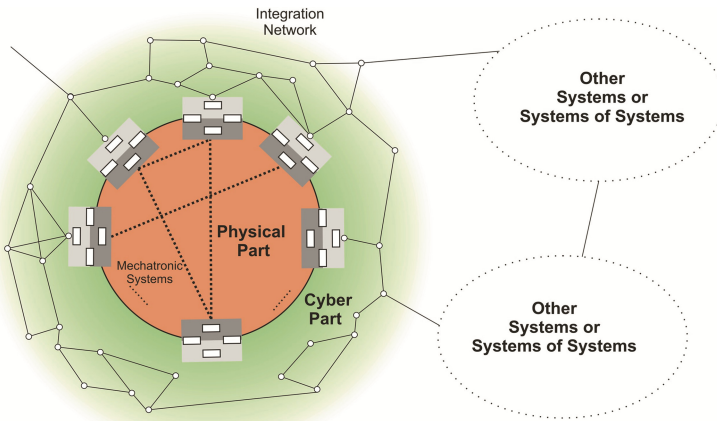 Integration
Network
Other
Systems or
Systems of Systems
Physical
Part
Mechatronic
Systems
Cyber
Part
Other
Systems or
Systems of Systems